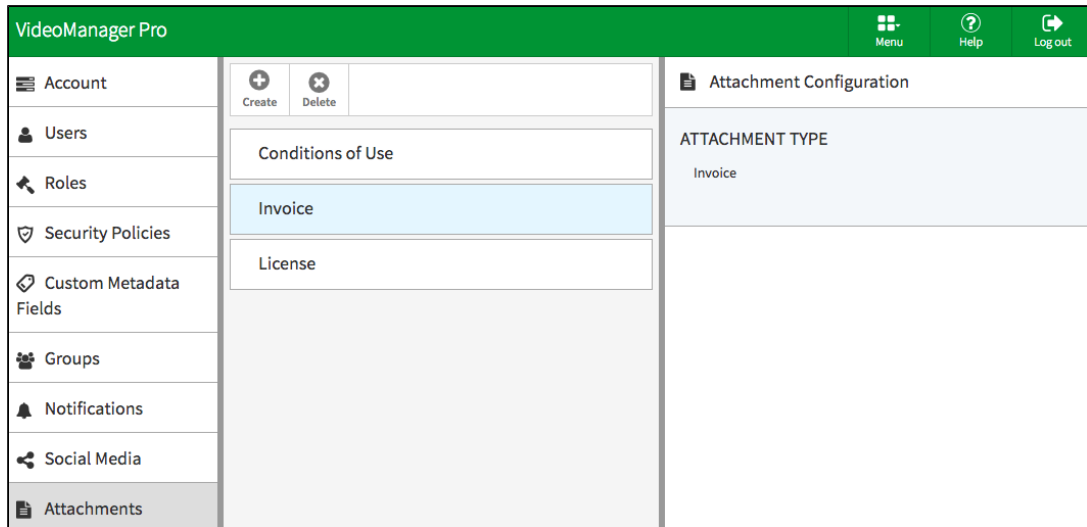 VideoManager Pro
Menu
Help
Log out
Account
Users
Roles
Security Policies
Custom Metadata
Fields
Groups
Notifications
Social Media
Attachments
Create
Delete
Conditions of Use
Invoice
License
Attachment Configuration
ATTACHMENT TYPE
Invoice